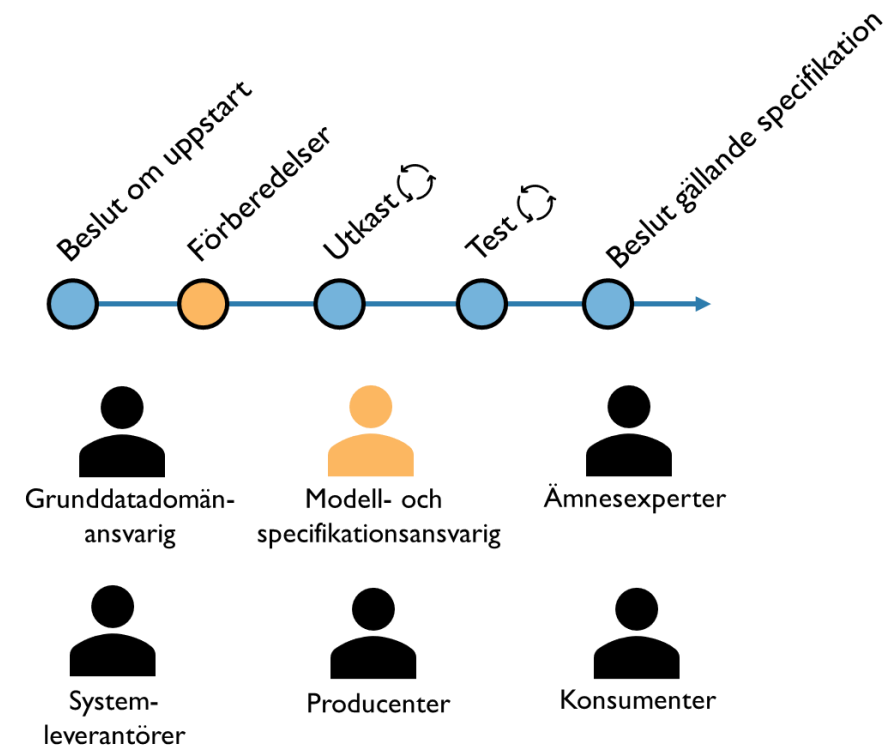 Beslut om uppstart
Förberedelser
Utkast
Test
Beslut gällande specifikation
Grunddatadomän-
ansvarig
Modell- och
specifikationsansvarig
Ämnesexperter
System-
leverantörer
Producenter
Konsumenter